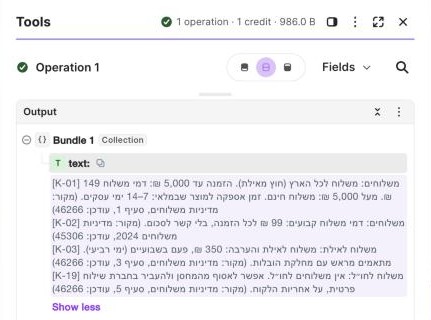 Tools
1 operation · 1 credit · 986.0 B
Operation 1
Fields
Output
{} Bundle 1 Collection
T text:
[K-01] משלוחים: משלוח לכל הארץ (חוץ מאילת). הזמנה עד 5,000 ₪: דמי משלוח 149
₪. מעל 5,000 ₪: משלוח חינם. זמן אספקה למוצר שבמלאי: 7–14 ימי עסקים. (מקור:
מדיניות משלוחים, סעיף 1, עודכן: 46266)
[K-02] משלוחים: דמי משלוח קבועים: 99 ₪ לכל הזמנה, בלי קשר לסכום. (מקור: מדיניות
משלוחים 2024, עודכן: 45306)
[K-03] משלוח לאילת: משלוח לאילת והערבה: 350 ₪, פעם בשבועיים (ימי רביעי).
מתאמים מראש עם מחלקת הובלות. (מקור: מדיניות משלוחים, סעיף 3, עודכן: 46266)
[K-19] משלוח לחו״ל: אין משלוחים לחו״ל. אפשר לאסוף מהמחסן ולהעביר בחברת שילוח
פרטית, על אחריות הלקוח. (מקור: מדיניות משלוחים, סעיף 5, עודכן: 46266)
Show less